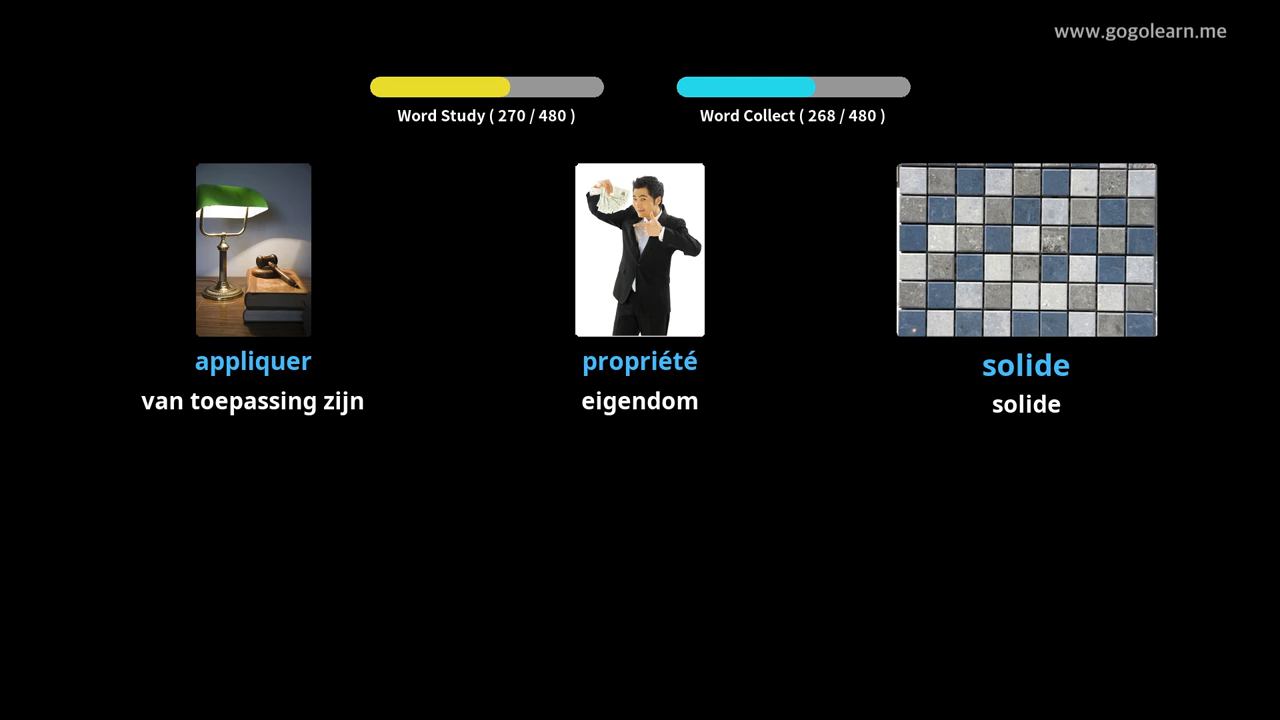 www.gogolearn.me
Word Study ( 270 / 480 )
Word Collect ( 268 / 480 )
appliquer
van toepassing zijn
propriété
eigendom
solide
solide